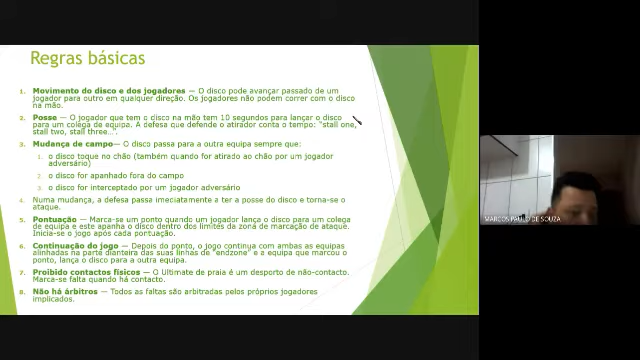 Regras básicas
1. Movimento do disco e dos jogadores — O disco pode avançar passado de um
jogador para outro em qualquer direção. Os jogadores não podem correr com o disco
na mão.
2. Posse — O jogador que tem o disco na mão tem 10 segundos para lançar o disco
para um colega de equipa. A defesa que defende o atirador conta o tempo: "stall one,
stall two, stall three...".
3. Mudança de campo— O disco passa para a outra equipa sempre que:
1. o disco toque no chão (também quando for atirado ao chão por um jogador
adversário)
2. o disco for apanhado fora do campo
3. o disco for interceptado por um jogador adversário
4. Numa mudança, a defesa passa imediatamente a ter a posse do disco e torna-se o
ataque.
5. Pontuação — Marca-se um ponto quando um jogador lança o disco para um colega
de equipa e este apanha o disco dentro dos limites da zona de marcação de ataque.
Inicia-se o jogo após cada pontuação.
6. Continuação do jogo — Depois do ponto, o jogo continua com ambas as equipas
alinhadas na parte dianteira das suas linhas de "endzone" e a equipa que marcou o
ponto, lança o disco para a outra equipa.
7. Proibido contactos físicos — O Ultimate de praia é um desporto de não-contacto.
Marca-se falta quando há contacto.
8. Não há árbitros — Todos as faltas são arbitradas pelos próprios jogadores
implicados.
MARCOS PAULO DE SOUZA